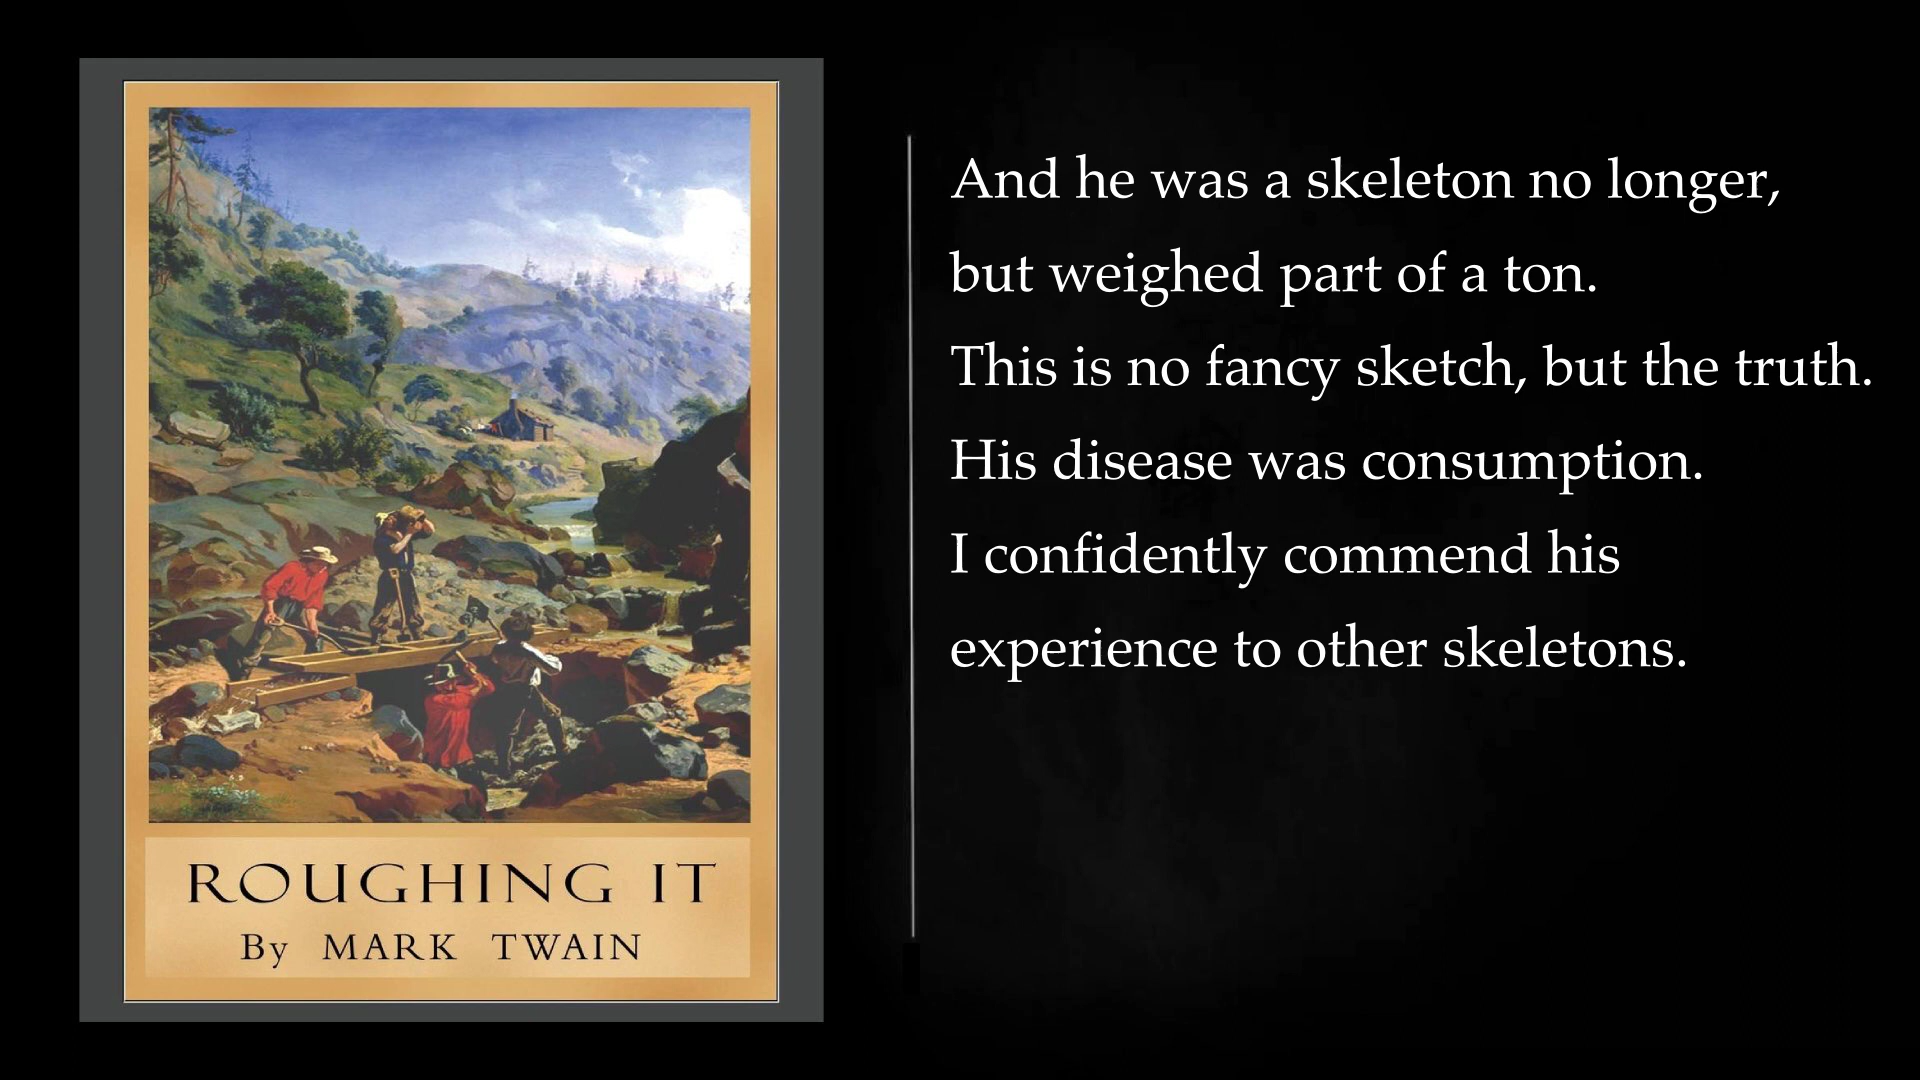 ROUGHING IT
By MARK TWAIN
And he was a skeleton no longer,
but weighed part of a ton.
This is no fancy sketch, but the truth.
His disease was consumption.
I confidently commend his
experience to other skeletons.